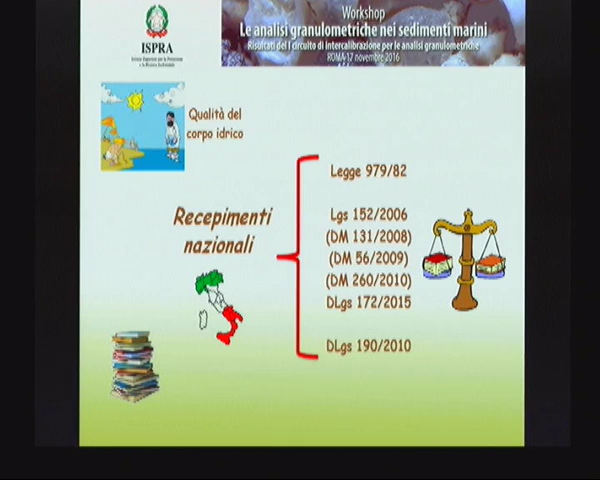 Workshop
Le analisi granulometriche nei sedimenti marini
Risultati del I circuito di intercalibrazione per le analisi granulometriche
ROMA-17 novembre 2016
ISPRA
Istituto Superiore per la Protezione
e la Ricerca Ambientale
Qualità del
corpo idrico
Recepimenti
nazionali
Legge 979/82
Lgs 152/2006
(DM 131/2008)
(DM 56/2009)
(DM 260/2010)
DLgs 172/2015
DLgs 190/2010